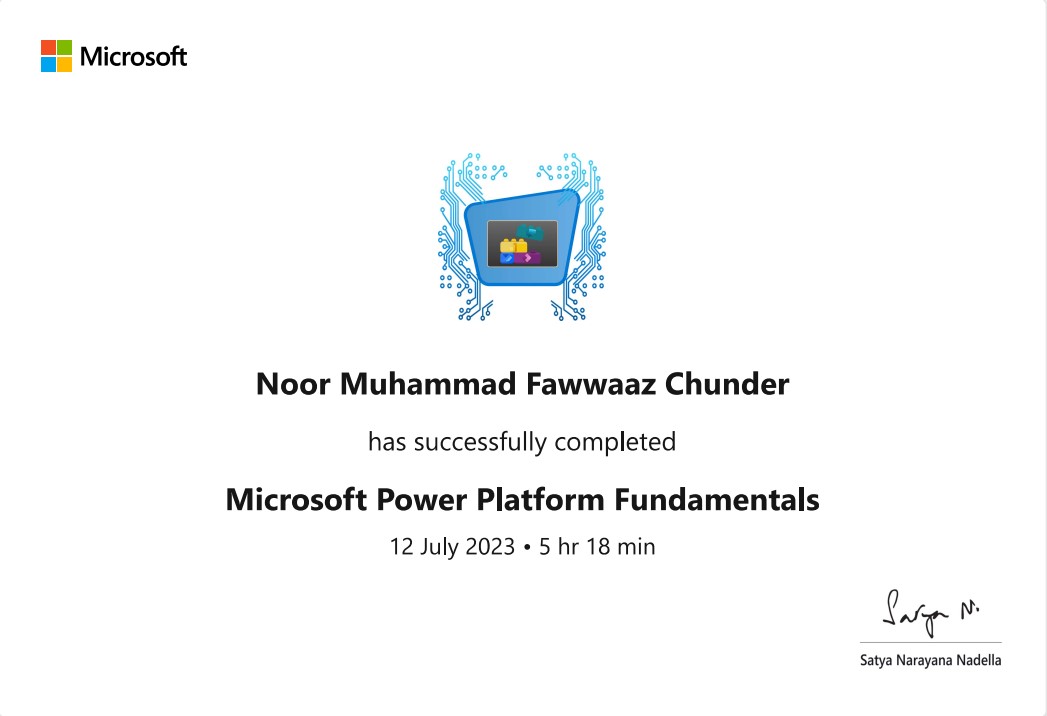 Microsoft
Noor Muhammad Fawwaaz Chunder
has successfully completed
Microsoft Power Platform Fundamentals
12 July 2023 • 5 hr 18 min
Satya N.
Satya Narayana Nadella